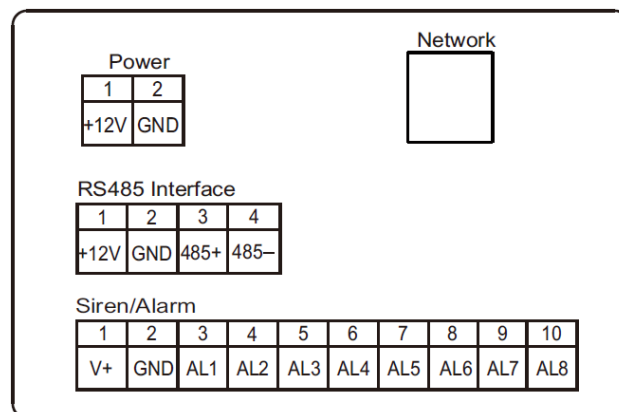 Network
Power
1 2
+12V GND
RS485 Interface
1 2 3 4
+12V GND 485+ 485–
Siren/Alarm
1 2 3 4 5 6 7 8 9 10
V+ GND AL1 AL2 AL3 AL4 AL5 AL6 AL7 AL8